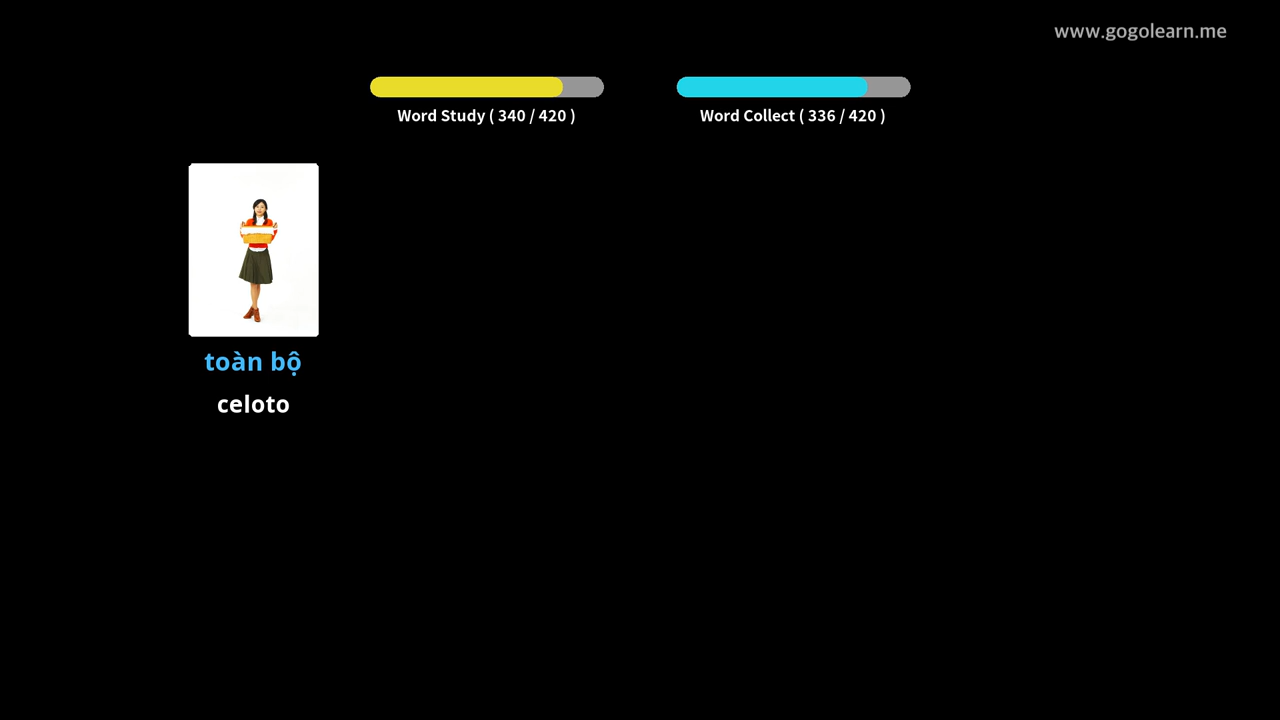 www.gogolearn.me
Word Study ( 340 / 420 )
Word Collect ( 336 / 420 )
toàn bộ
celoto